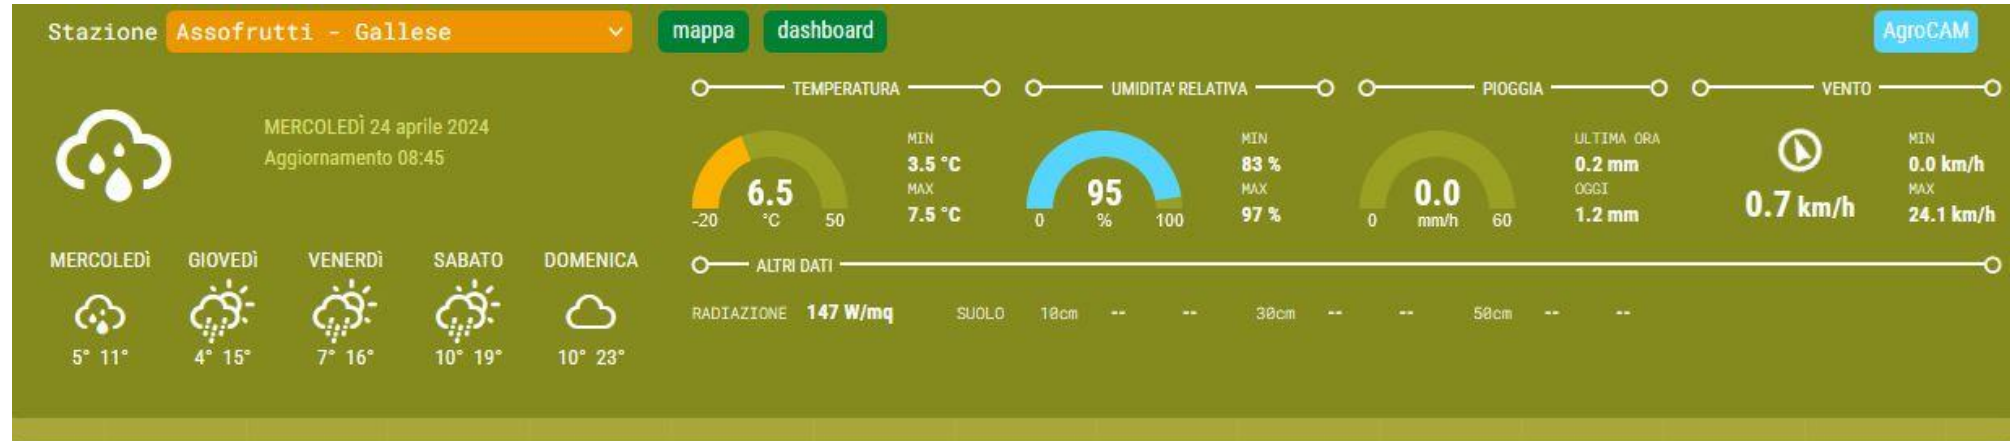 Stazione Assofrutti - Gallese mappa dashboard AgroCAM
MERCOLEDÌ 24 aprile 2024
Aggiornamento 08:45
MERCOLEDÌ GIOVEDÌ VENERDÌ SABATO DOMENICA
5° 11° 4° 15° 7° 16° 10° 19° 10° 23°
TEMPERATURA
6.5
°C
-20 50
MIN
3.5 °C
MAX
7.5 °C
UMIDITA' RELATIVA
95
%
0 100
MIN
83 %
MAX
97 %
PIOGGIA
0.0
mm/h
0 60
ULTIMA ORA
0.2 mm
OGGI
1.2 mm
VENTO
0.7 km/h
MIN
0.0 km/h
MAX
24.1 km/h
ALTRI DATI
RADIAZIONE 147 W/mq SUOLO 10cm -- -- 30cm -- -- 50cm -- --